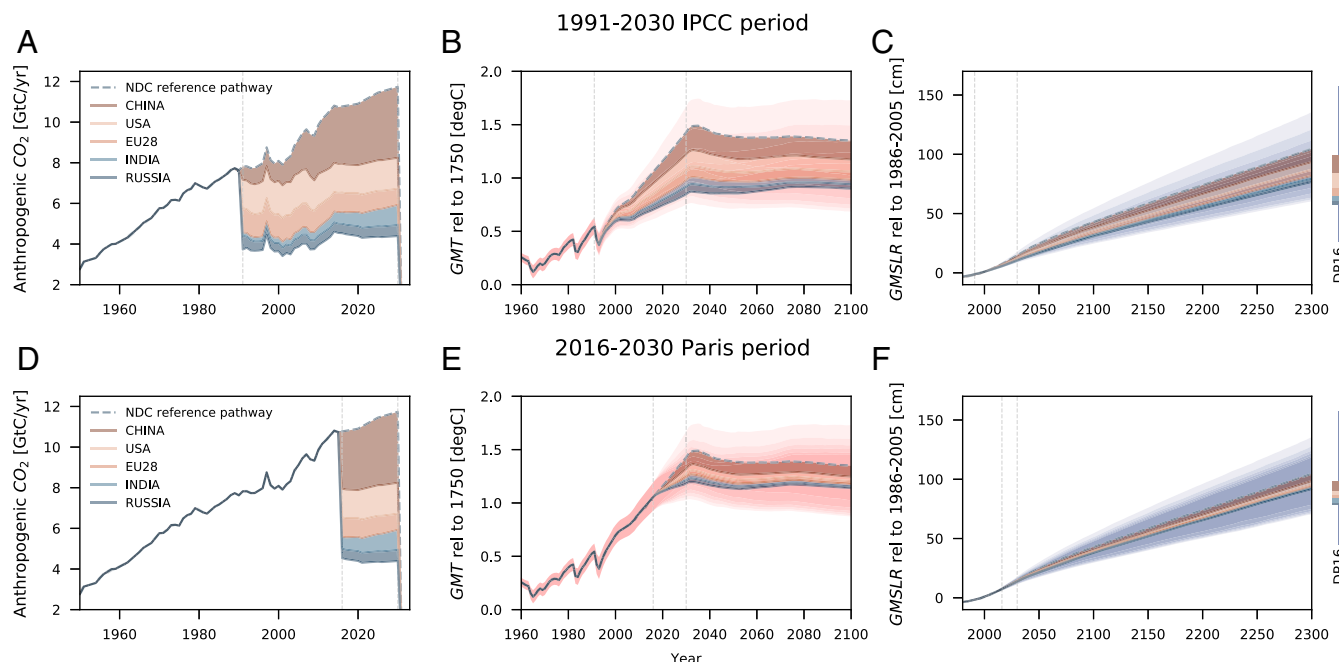 1991-2030 IPCC period
A
Anthropogenic CO2 [GtC/yr]
12
10
8
6
4
2
NDC reference pathway
CHINA
USA
EU28
INDIA
RUSSIA
1960 1980 2000 2020
B
GMT rel to 1750 [degC]
2.0
1.5
1.0
0.5
0.0
1960 1980 2000 2020 2040 2060 2080 2100
C
GMSLR rel to 1986-2005 [cm]
150
100
50
0
2000 2050 2100 2150 2200 2250 2300
DP16
2016-2030 Paris period
D
Anthropogenic CO2 [GtC/yr]
12
10
8
6
4
2
NDC reference pathway
CHINA
USA
EU28
INDIA
RUSSIA
1960 1980 2000 2020
E
GMT rel to 1750 [degC]
2.0
1.5
1.0
0.5
0.0
1960 1980 2000 2020 2040 2060 2080 2100
Year
F
GMSLR rel to 1986-2005 [cm]
150
100
50
0
2000 2050 2100 2150 2200 2250 2300
DP16